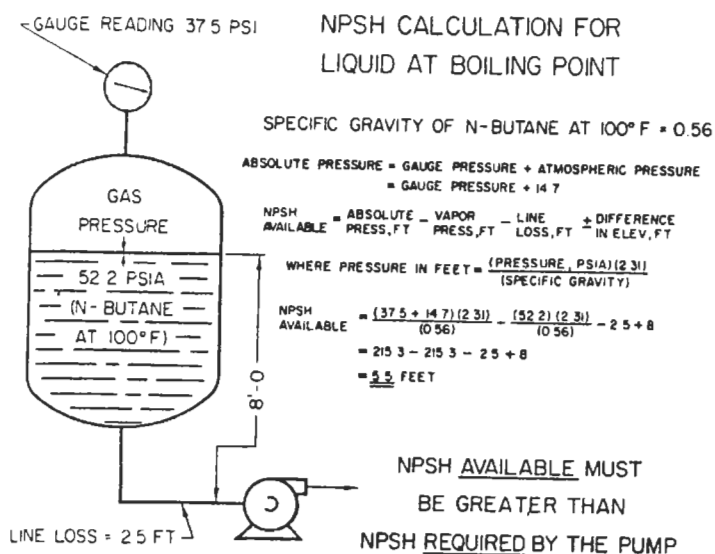 GAUGE READING 37.5 PSI
NPSH CALCULATION FOR
LIQUID AT BOILING POINT
SPECIFIC GRAVITY OF N-BUTANE AT 100°F = 0.56
ABSOLUTE PRESSURE = GAUGE PRESSURE + ATMOSPHERIC PRESSURE
= GAUGE PRESSURE + 14.7
NPSH AVAILABLE = ABSOLUTE PRESS, FT - VAPOR PRESS, FT - LINE LOSS, FT ± DIFFERENCE IN ELEV, FT
WHERE PRESSURE IN FEET = (PRESSURE, PSIA)(2.31) / (SPECIFIC GRAVITY)
NPSH AVAILABLE = (37.5 + 14.7)(2.31) / (0.56) - (52.2)(2.31) / (0.56) - 2.5 + 8
= 215.3 - 215.3 - 2.5 + 8
= 5.5 FEET
GAS
PRESSURE
52.2 PSIA
(N-BUTANE
AT 100°F)
8'-0
LINE LOSS = 2.5 FT
NPSH AVAILABLE MUST
BE GREATER THAN
NPSH REQUIRED BY THE PUMP